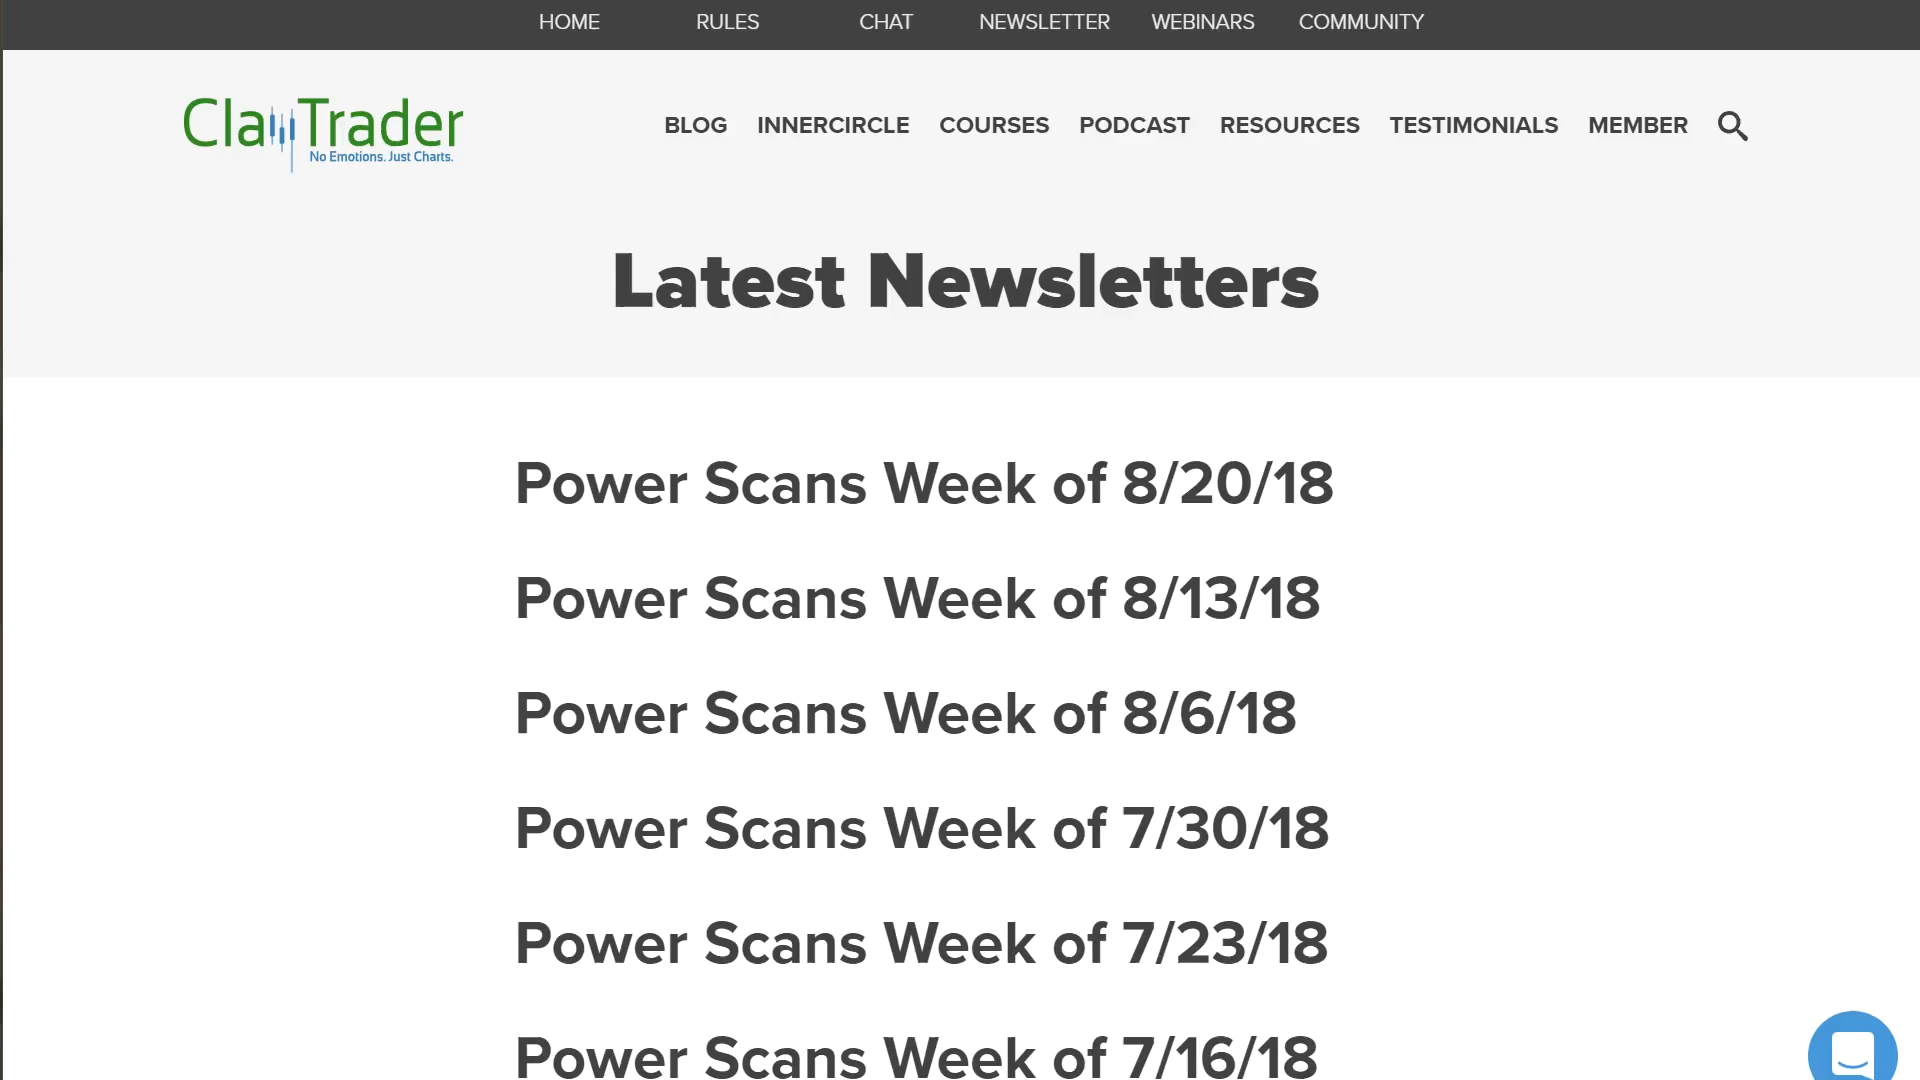 HOME RULES CHAT NEWSLETTER WEBINARS COMMUNITY
ClayTrader
No Emotions. Just Charts.
BLOG INNERCIRCLE COURSES PODCAST RESOURCES TESTIMONIALS MEMBER
Latest Newsletters
Power Scans Week of 8/20/18
Power Scans Week of 8/13/18
Power Scans Week of 8/6/18
Power Scans Week of 7/30/18
Power Scans Week of 7/23/18
Power Scans Week of 7/16/18